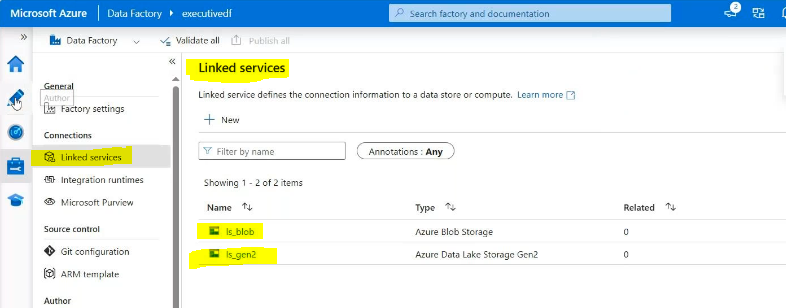 Microsoft Azure | Data Factory > executivedf
Search factory and documentation
2
» Data Factory Validate all Publish all
«
General
Author
Factory settings
Connections
Linked services
Integration runtimes
Microsoft Purview
Source control
Git configuration
ARM template
Author
Linked services
Linked service defines the connection information to a data store or compute. Learn more
+ New
Filter by name
Annotations : Any
Showing 1 - 2 of 2 items
Name Type Related
ls_blob Azure Blob Storage 0
ls_gen2 Azure Data Lake Storage Gen2 0